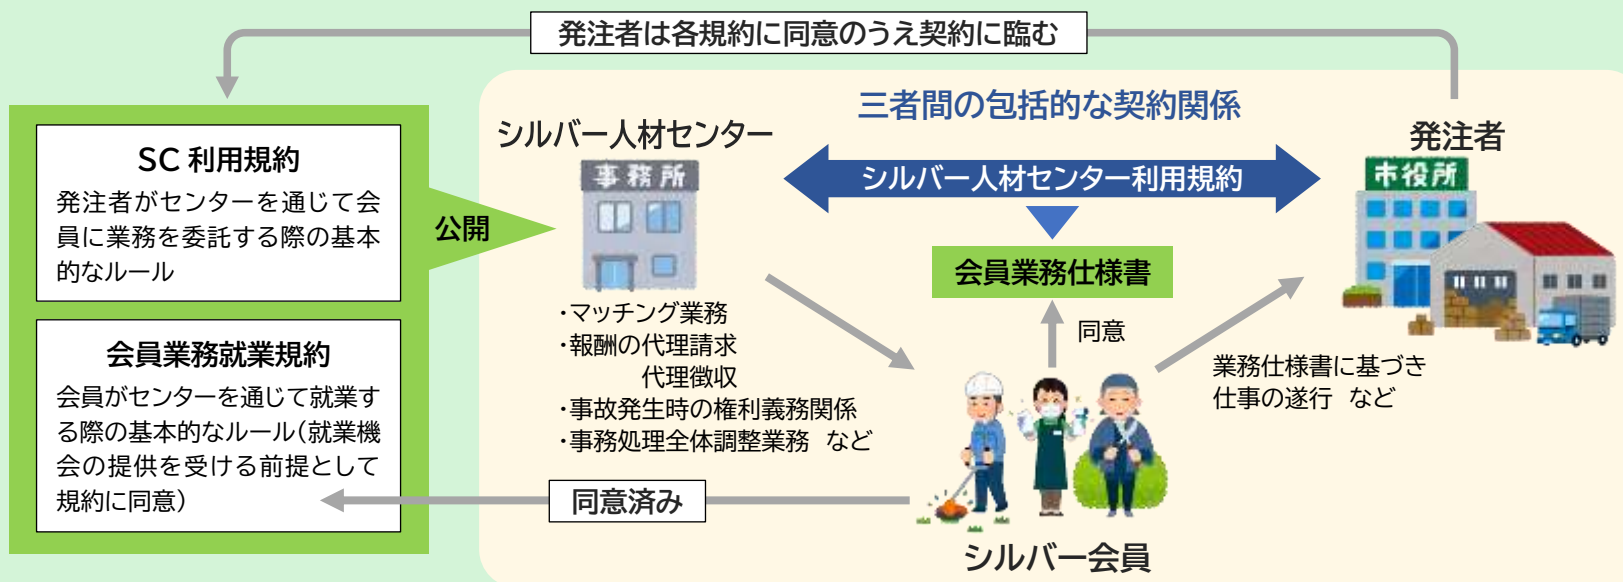 発注者は各規約に同意のうえ契約に臨む
SC 利用規約
発注者がセンターを通じて会
員に業務を委託する際の基本
的なルール
会員業務就業規約
会員がセンターを通じて就業す
る際の基本的なルール(就業機
会の提供を受ける前提として
規約に同意)
公開
三者間の包括的な契約関係
シルバー人材センター
事務所
シルバー人材センター利用規約
発注者
市役所
会員業務仕様書
・マッチング業務
・報酬の代理請求
代理徴収
・事故発生時の権利義務関係
・事務処理全体調整業務 など
同意
業務仕様書に基づき
仕事の遂行 など
同意済み
シルバー会員